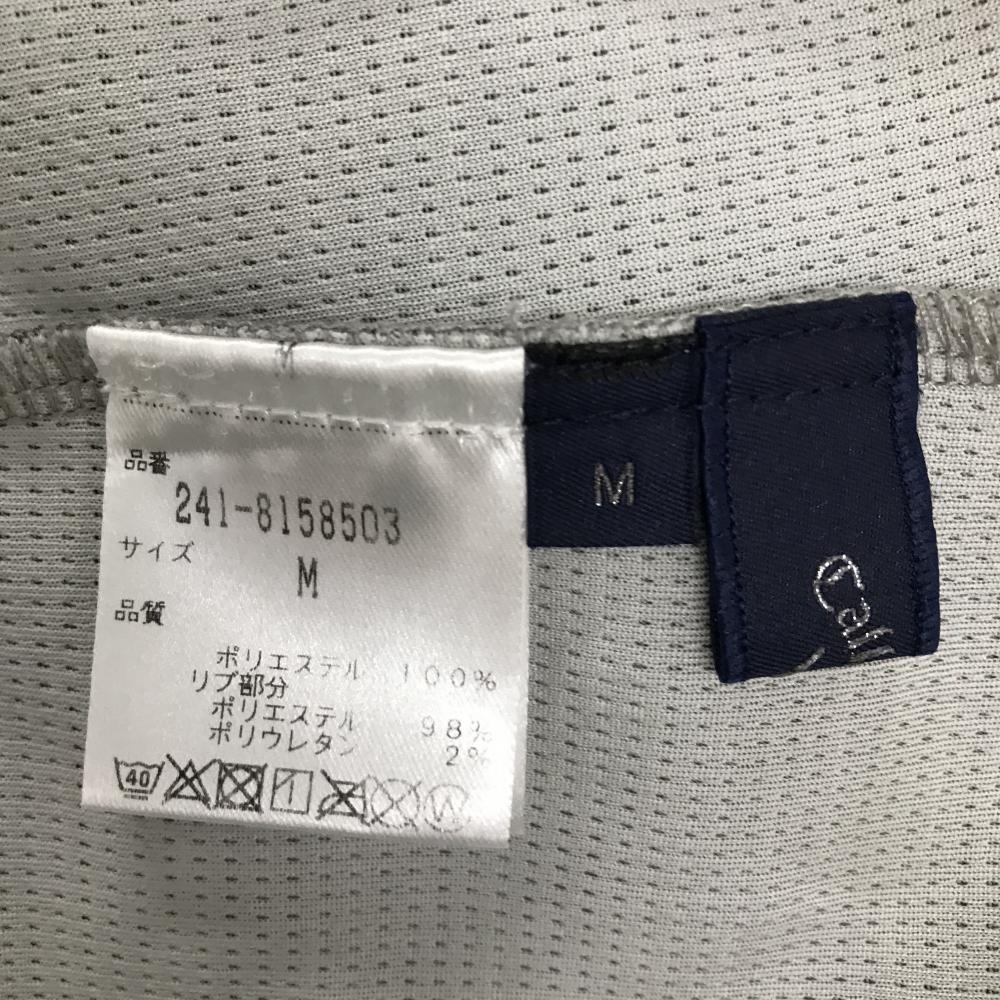 品番
241-8158503
サイズ
M
品質
ポリエステル 100%
リブ部分
ポリエステル 98%
ポリウレタン 2%
40
W
M
Call